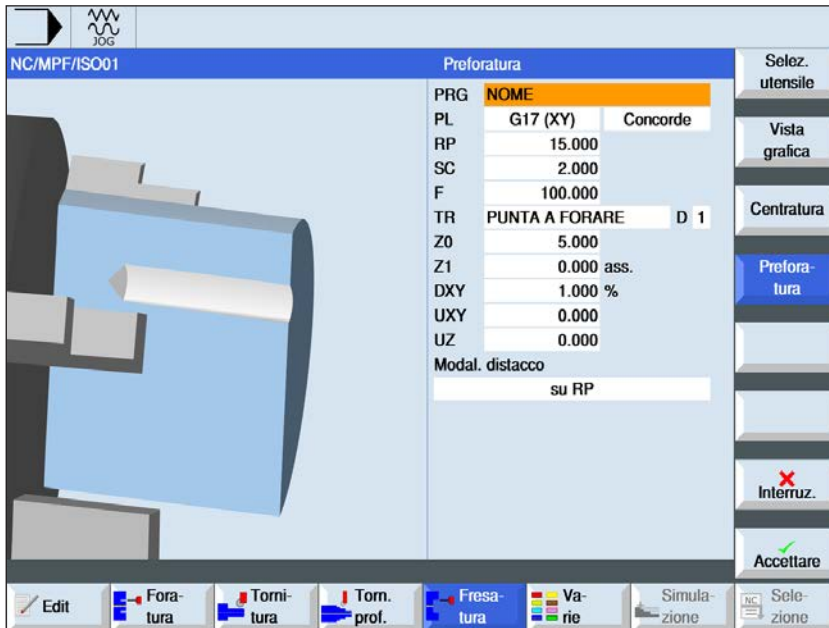 JOG
NC/MPF/ISO01
Preforatura
PRG NOME
PL G17 (XY) Concorde
RP 15.000
SC 2.000
F 100.000
TR PUNTA A FORARE D 1
Z0 5.000
Z1 0.000 ass.
DXY 1.000 %
UXY 0.000
UZ 0.000
Modal. distacco
su RP
Selez.
utensile
Vista
grafica
Centratura
Prefora-
tura
Interruz.
Accettare
Edit
Fora-
tura
Torni-
tura
Torn.
prof.
Fresa-
tura
Va-
rie
Simula-
zione
NC
Sele-
zione